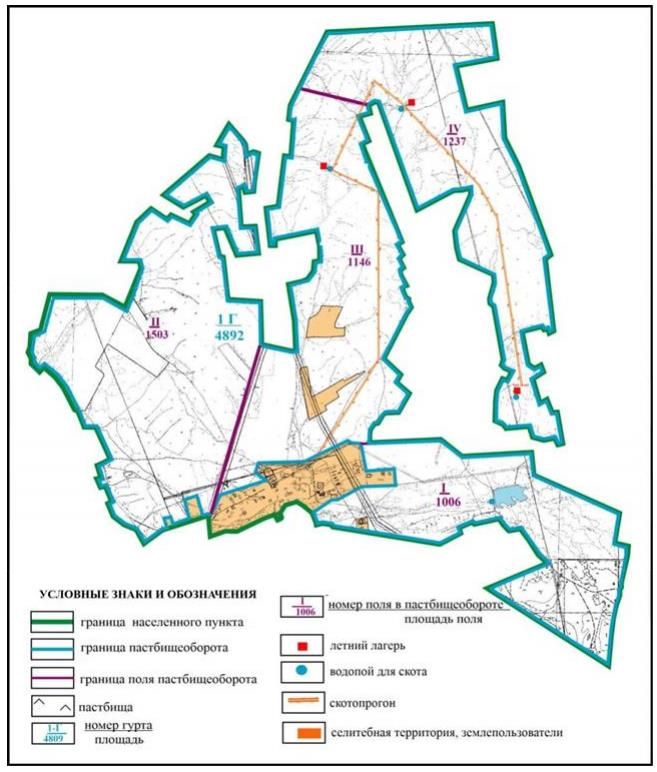 IV
1237
Ш
1146
II
1503
1 Г
4892
I
1006
УСЛОВНЫЕ ЗНАКИ И ОБОЗНАЧЕНИЯ
граница населенного пункта
граница пастбищеоборота
граница поля пастбищеоборота
пастбища
1-Г
4809
номер гурта
площадь
I
1006
номер поля в пастбищеобороте
площадь поля
летний лагерь
водопой для скота
скотопрогон
селитебная территория, землепользователи